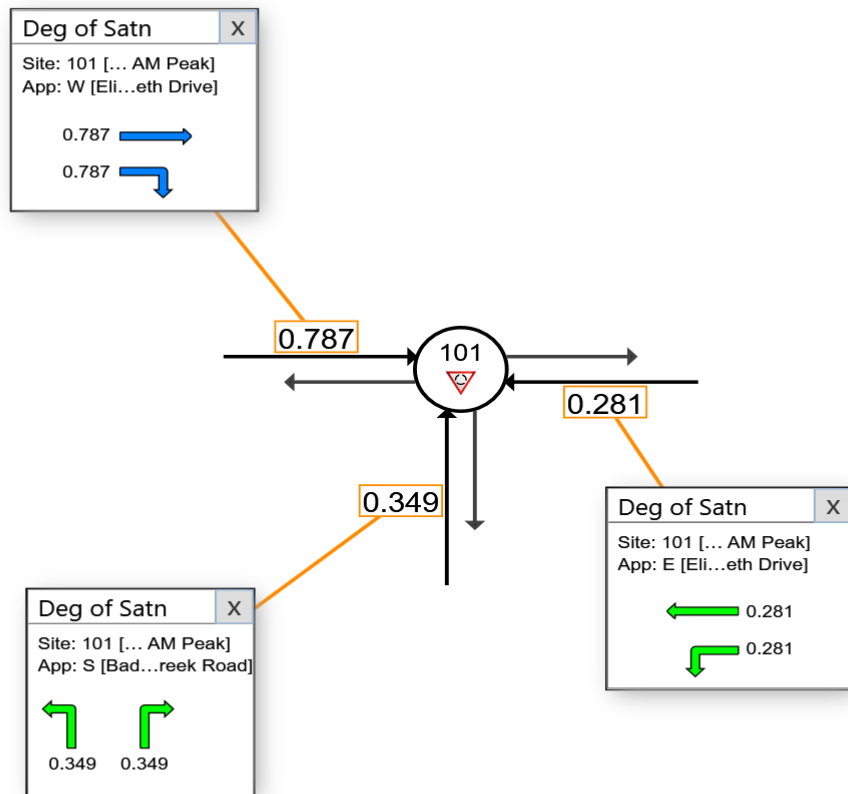 Deg of Satn X
Site: 101 [... AM Peak]
App: W [Eli...eth Drive]
0.787
0.787
0.787
101
0.281
0.349
Deg of Satn X
Site: 101 [... AM Peak]
App: E [Eli...eth Drive]
0.281
0.281
Deg of Satn X
Site: 101 [... AM Peak]
App: S [Bad...reek Road]
0.349 0.349